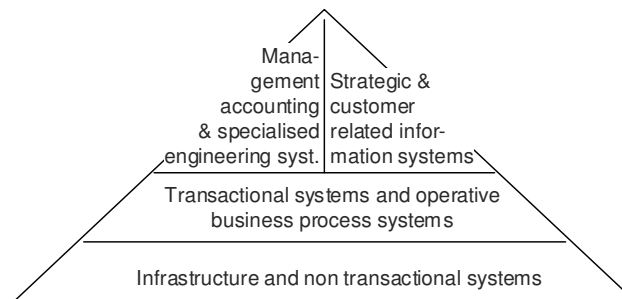 Mana-
gement
accounting
& specialised
engineering syst.
Strategic &
customer
related infor-
mation systems
Transactional systems and operative
business process systems
Infrastructure and non transactional systems